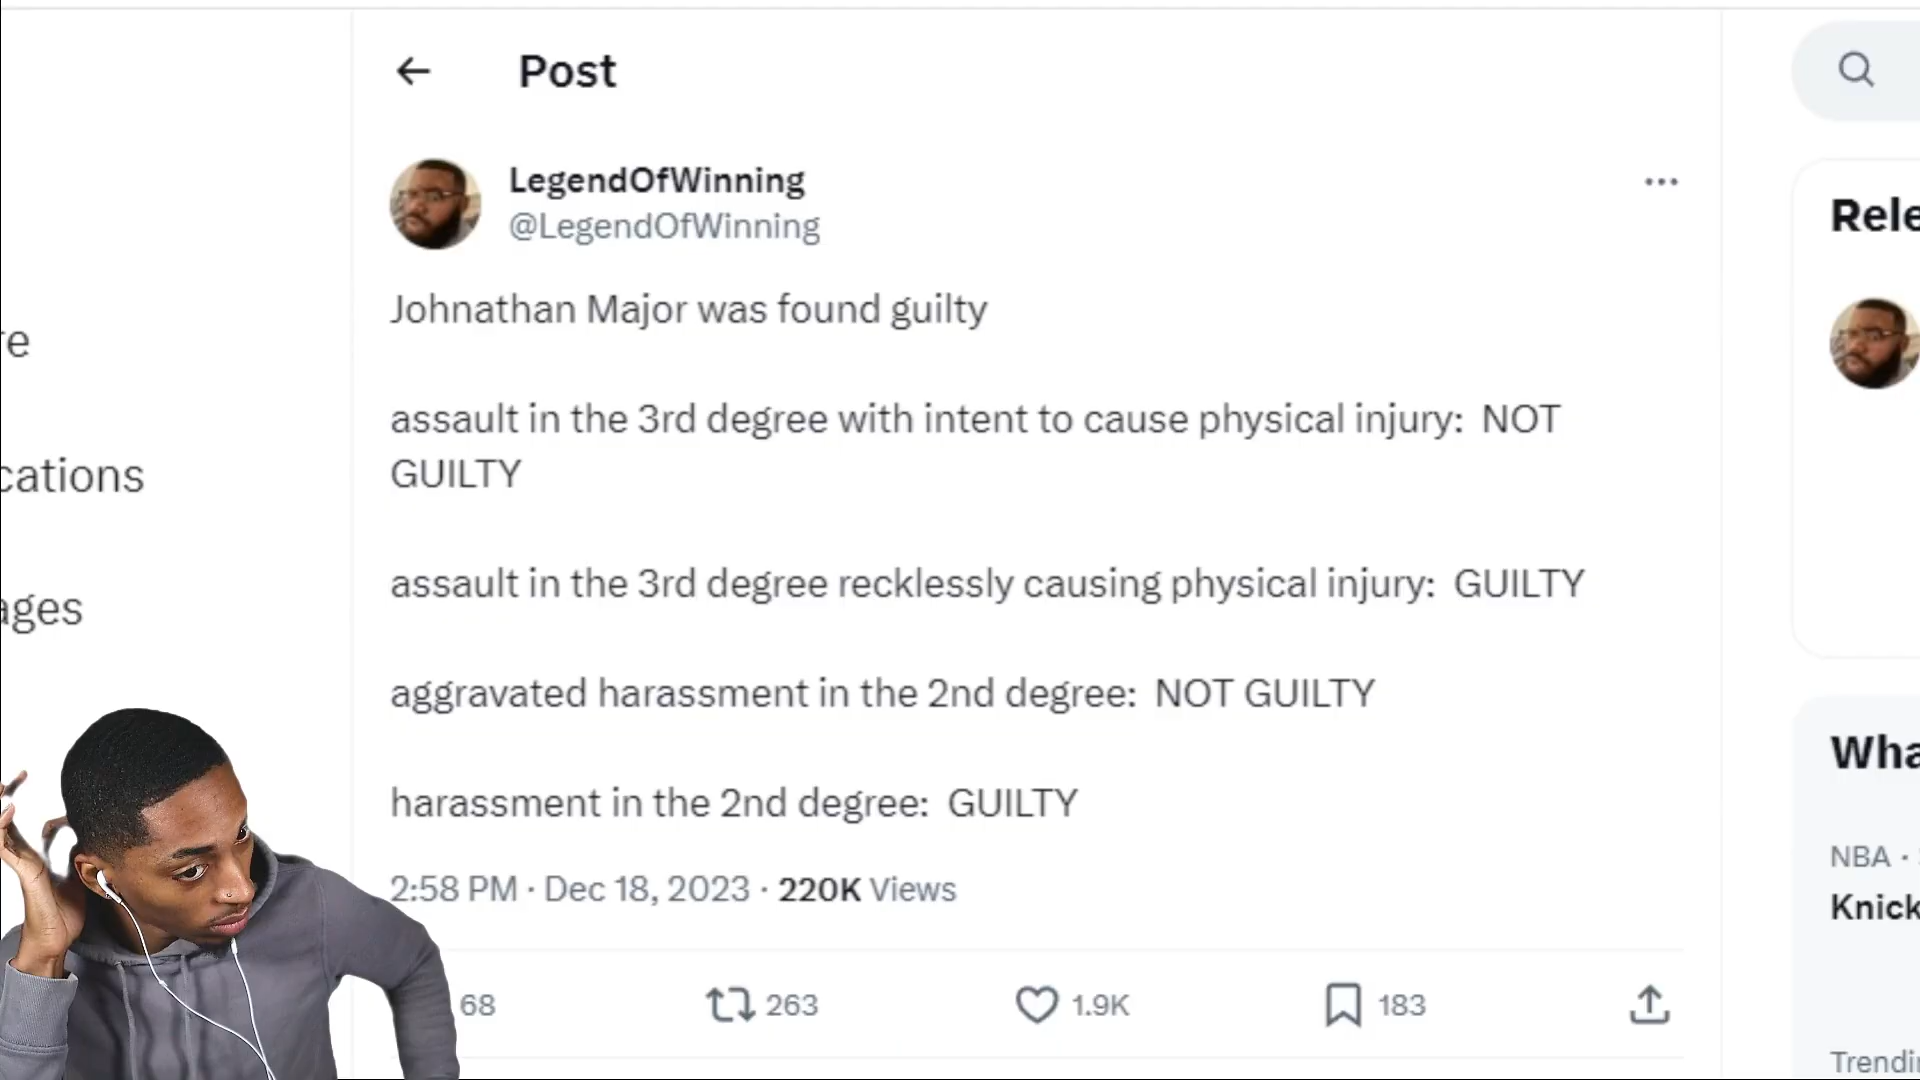 Post
LegendOfWinning
@LegendOfWinning
Johnathan Major was found guilty
assault in the 3rd degree with intent to cause physical injury: NOT
GUILTY
assault in the 3rd degree recklessly causing physical injury: GUILTY
aggravated harassment in the 2nd degree: NOT GUILTY
harassment in the 2nd degree: GUILTY
2:58 PM · Dec 18, 2023 · 220K Views
68 263 1.9K 183
re
cations
ages
Rele
Wha
NBA ·
Knick
Trendi